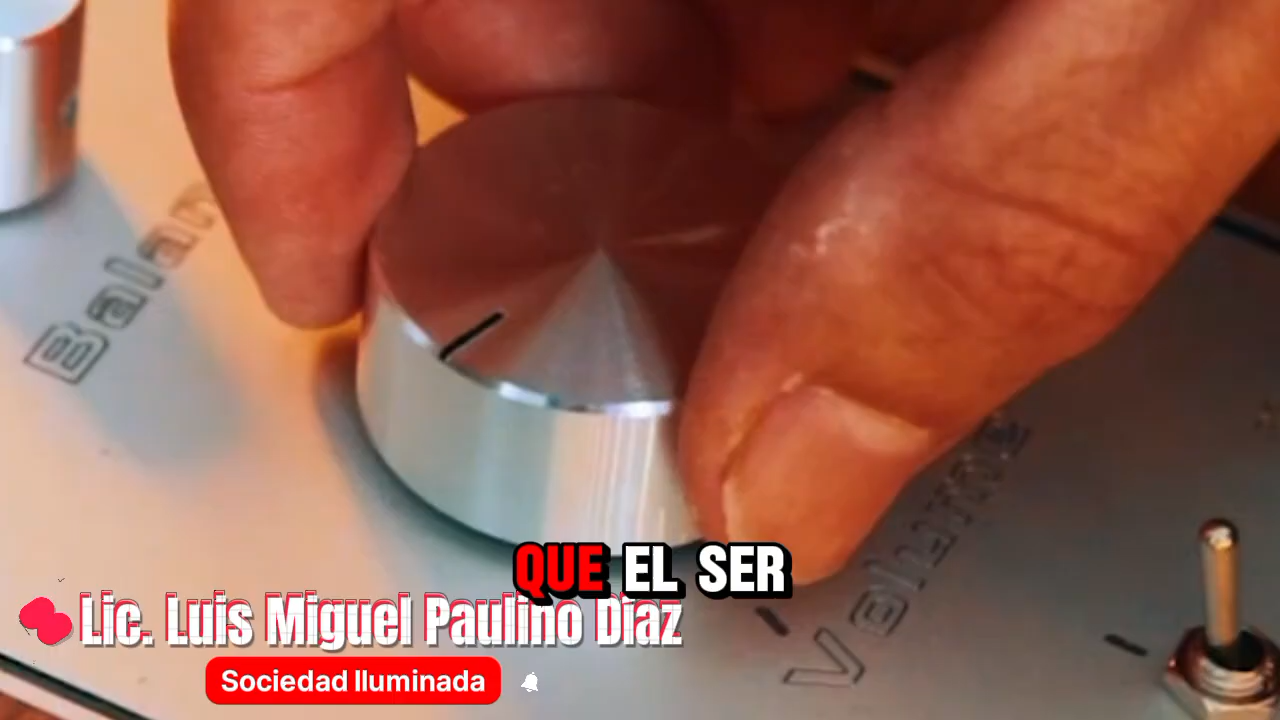 Balan
Volume
QUE EL SER
Lic. Luis Miguel Paulino Díaz
Sociedad Iluminada